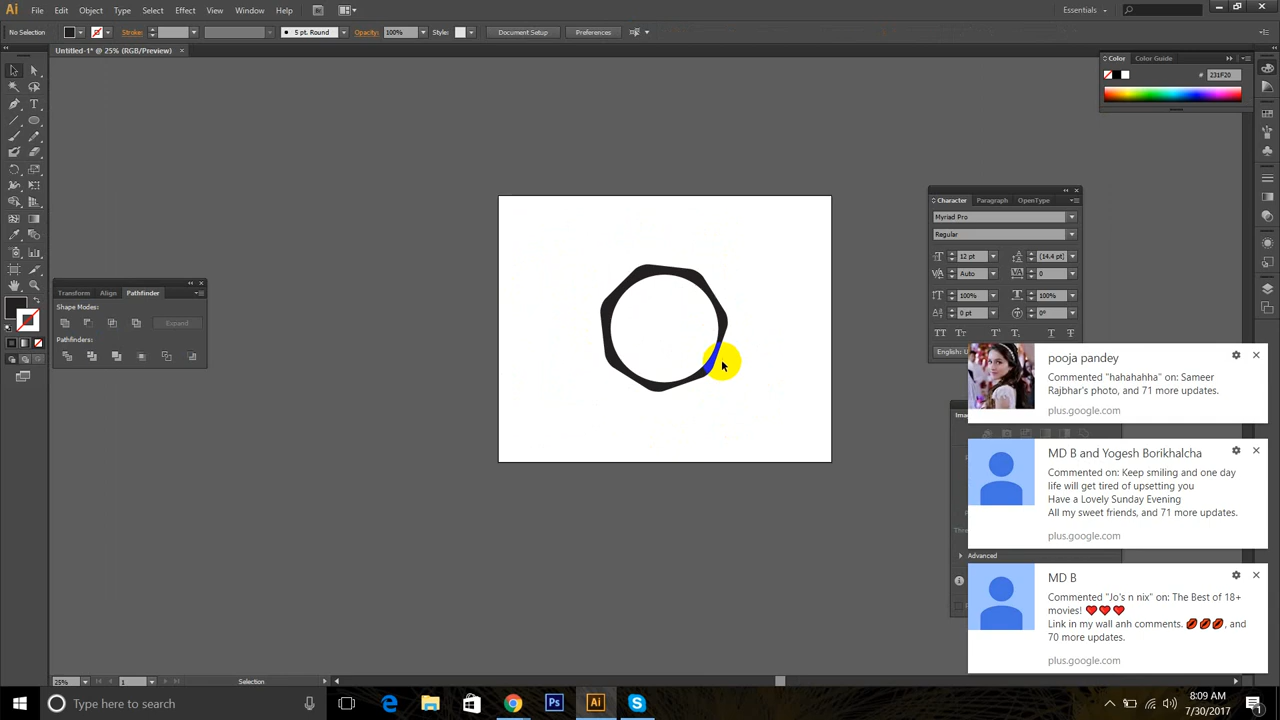 Ai File Edit Object Type Select Effect View Window Help Br Essentials
No Selection Stroke: 5 pt. Round Opacity: 100% Style: Document Setup Preferences
Untitled-1* @ 25% (RGB/Preview) ×
Color Color Guide
# 231F20
Character Paragraph OpenType
Myriad Pro
Regular
12 pt (14.4 pt)
Auto 0
100% 100%
0 pt 0°
English: U
Transform Align Pathfinder
Shape Modes:
Expand
Pathfinders:
pooja pandey
Commented "hahahahha" on: Sameer
Rajbhar's photo, and 71 more updates.
plus.google.com
MD B and Yogesh Borikhalcha
Commented on: Keep smiling and one day
life will get tired of upsetting you
Have a Lovely Sunday Evening
All my sweet friends, and 71 more updates.
plus.google.com
Advanced
MD B
Commented "Jo's n nix" on: The Best of 18+
movies! ❤❤❤
Link in my wall anh comments. 💋💋💋, and
70 more updates.
plus.google.com
25% 1 Selection
Type here to search
Ps Ai
8:09 AM
7/30/2017